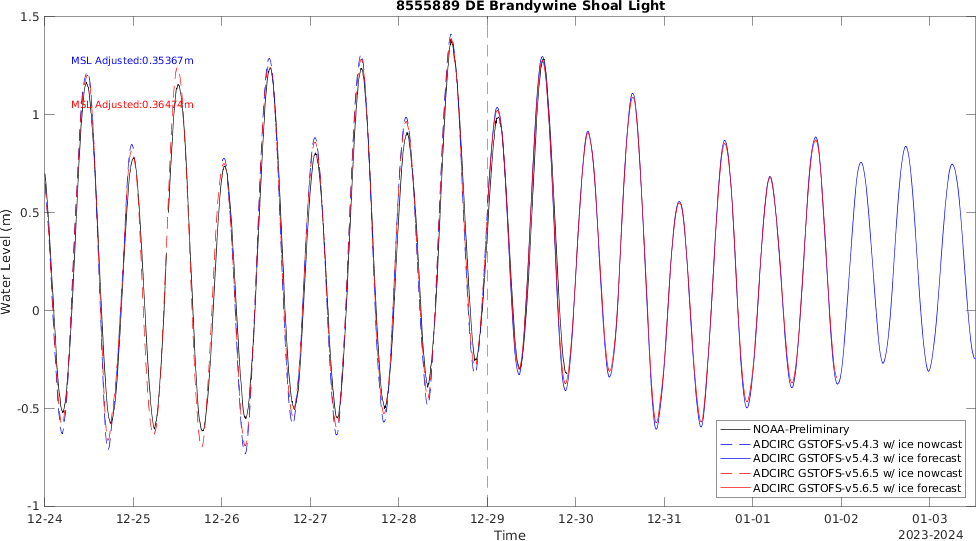 8555889 DE Brandywine Shoal Light
1.5
1
0.5
0
-0.5
-1
Water Level (m)
MSL Adjusted:0.35367m
MSL Adjusted:0.36474m
NOAA-Preliminary
ADCIRC GSTOFS-v5.4.3 w/ ice nowcast
ADCIRC GSTOFS-v5.4.3 w/ ice forecast
ADCIRC GSTOFS-v5.6.5 w/ ice nowcast
ADCIRC GSTOFS-v5.6.5 w/ ice forecast
12-24 12-25 12-26 12-27 12-28 12-29 12-30 12-31 01-01 01-02 01-03
Time
2023-2024